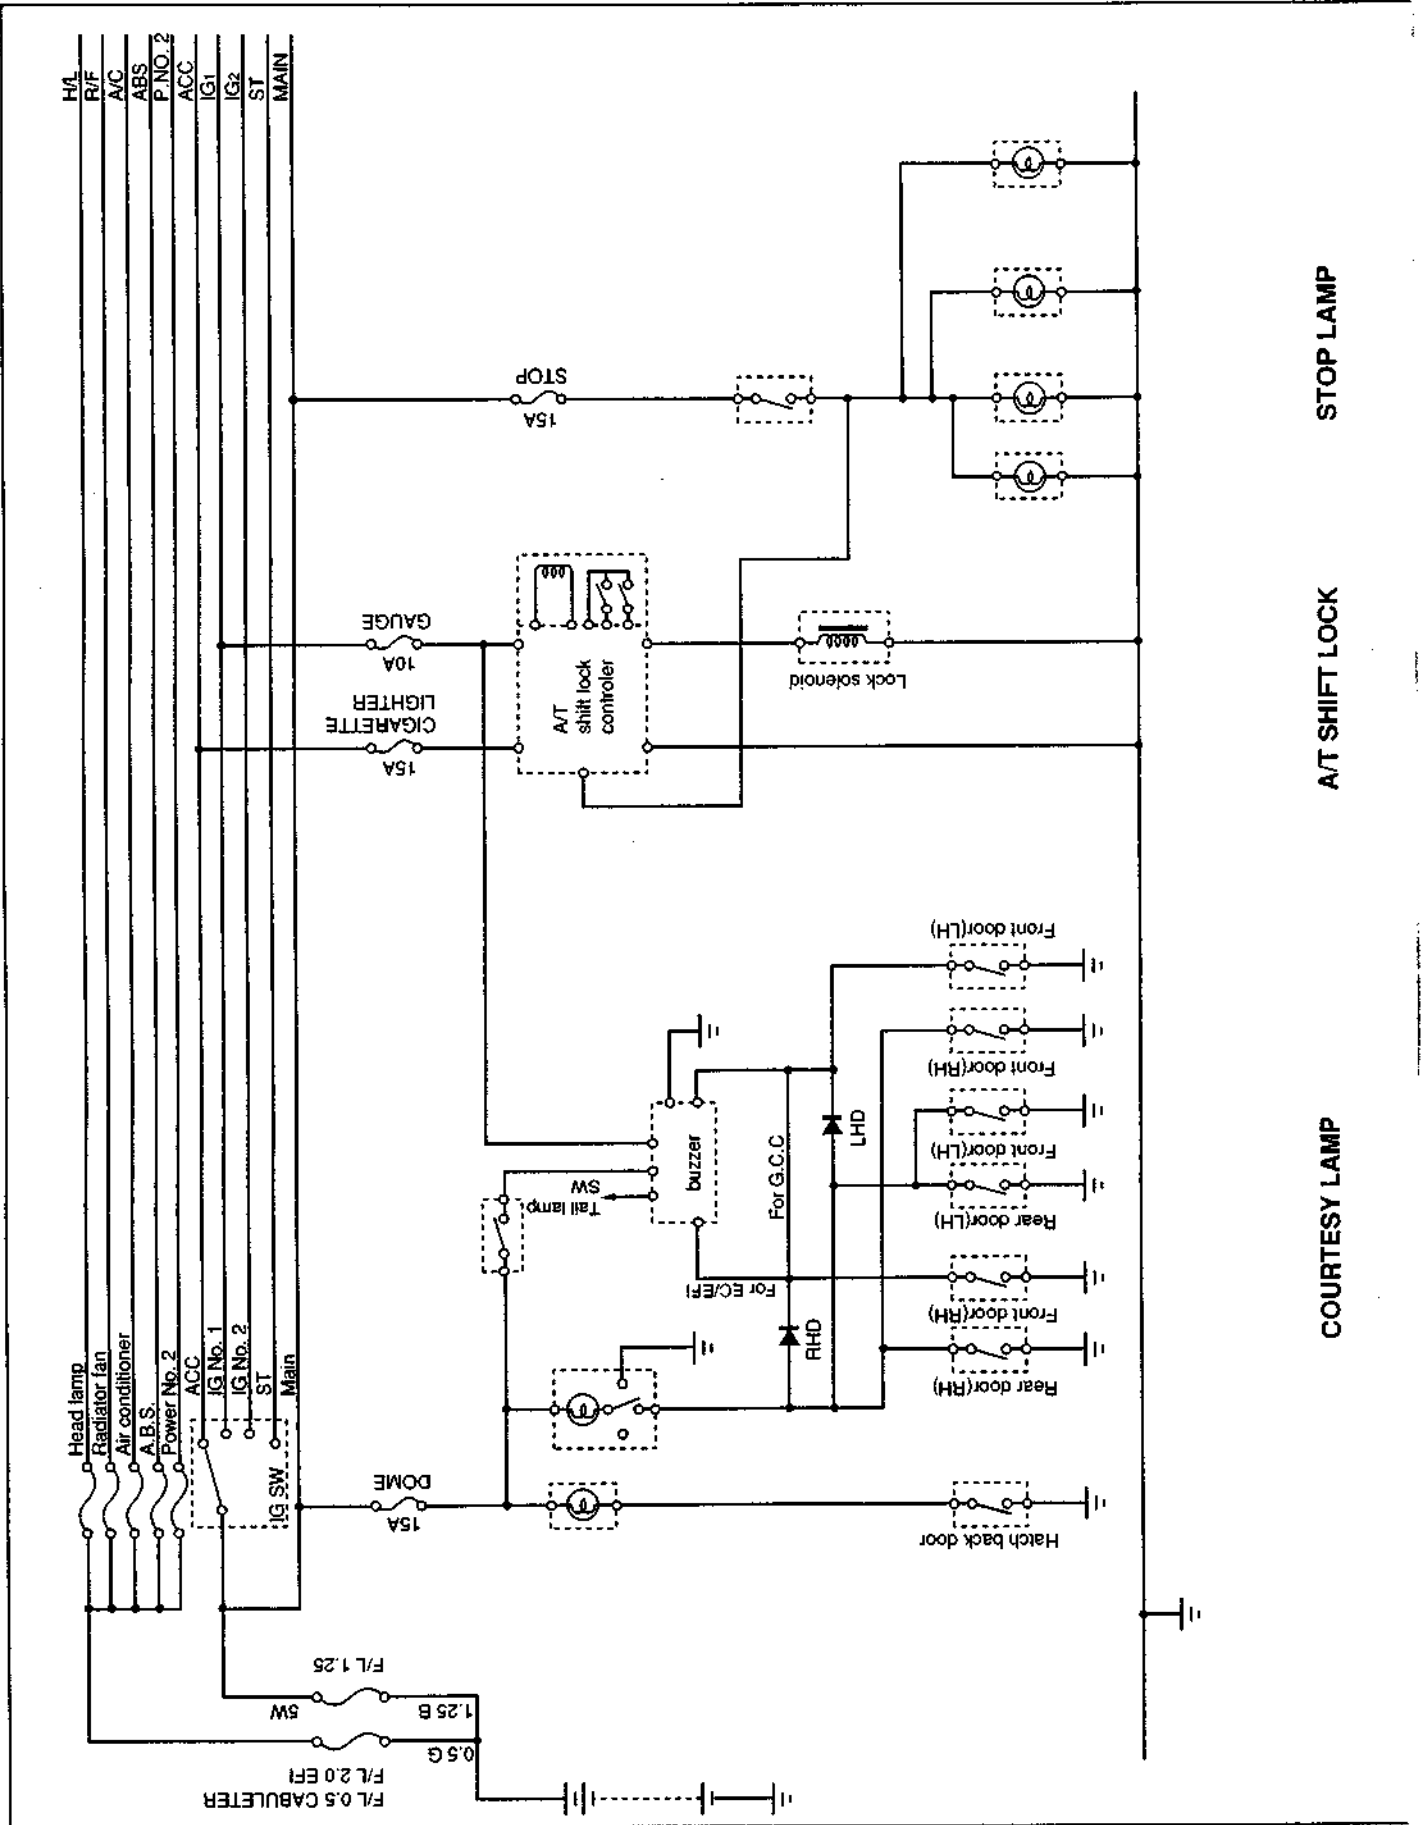 H/L
R/F
A/C
ABS
P.NO. 2
ACC
IG1
IG2
ST
MAIN
Head lamp
Radiator fan
Air conditioner
A.B.S.
Power No. 2
ACC
IG No. 1
IG No. 2
ST
Main
IG SW
F/L 1.25
5W
1.25 B
0.5 G
F/L 2.0 EFI
F/L 0.5 CABULETER
DOME
15A
Hatch back door
Tail lamp
SW
buzzer
For G.C.C
For EC/EFI
LHD
RHD
Front door(LH)
Front door(RH)
Front door(LH)
Rear door(LH)
Front door(RH)
Rear door(RH)
COURTESY LAMP
CIGARETTE
LIGHTER
15A
GAUGE
10A
A/T
shift lock
controler
Lock solenoid
A/T SHIFT LOCK
STOP
15A
STOP LAMP